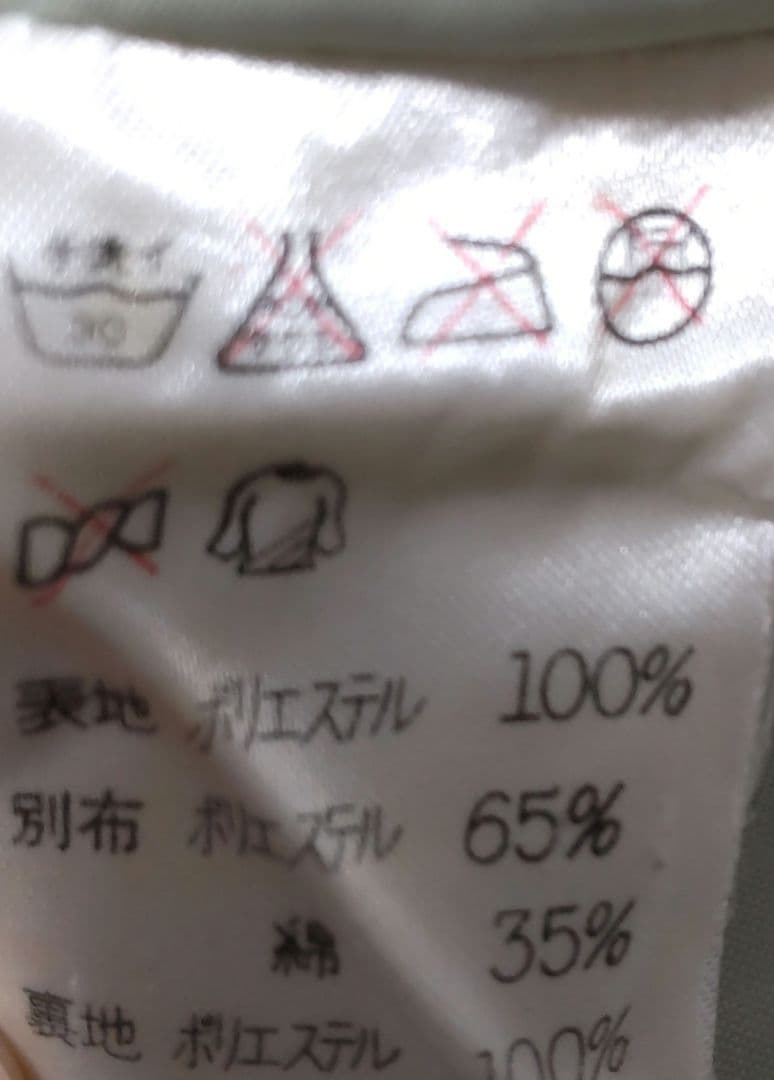 手洗イ
30
表地 ポリエステル 100%
別布 ポリエステル 65%
綿 35%
裏地 ポリエステル 100%